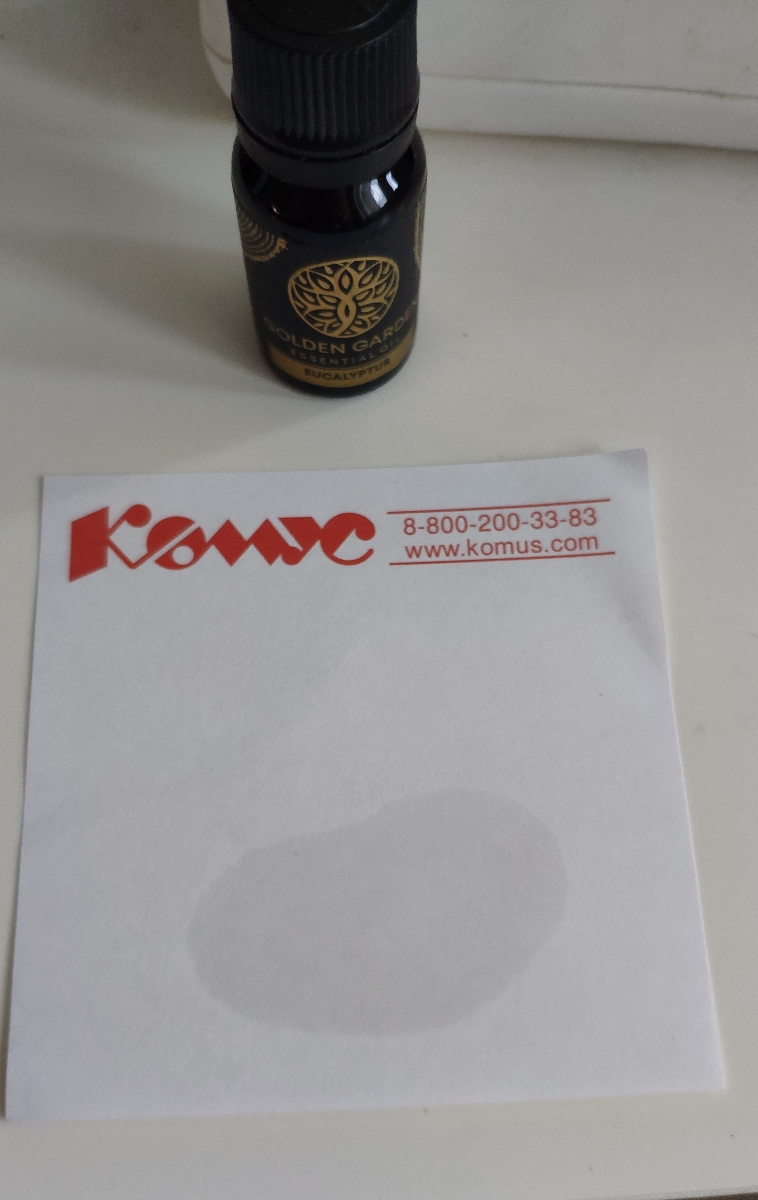 GOLDEN GARDEN
ESSENTIAL OIL
EUCALYPTUS
Комус
8-800-200-33-83
www.komus.com